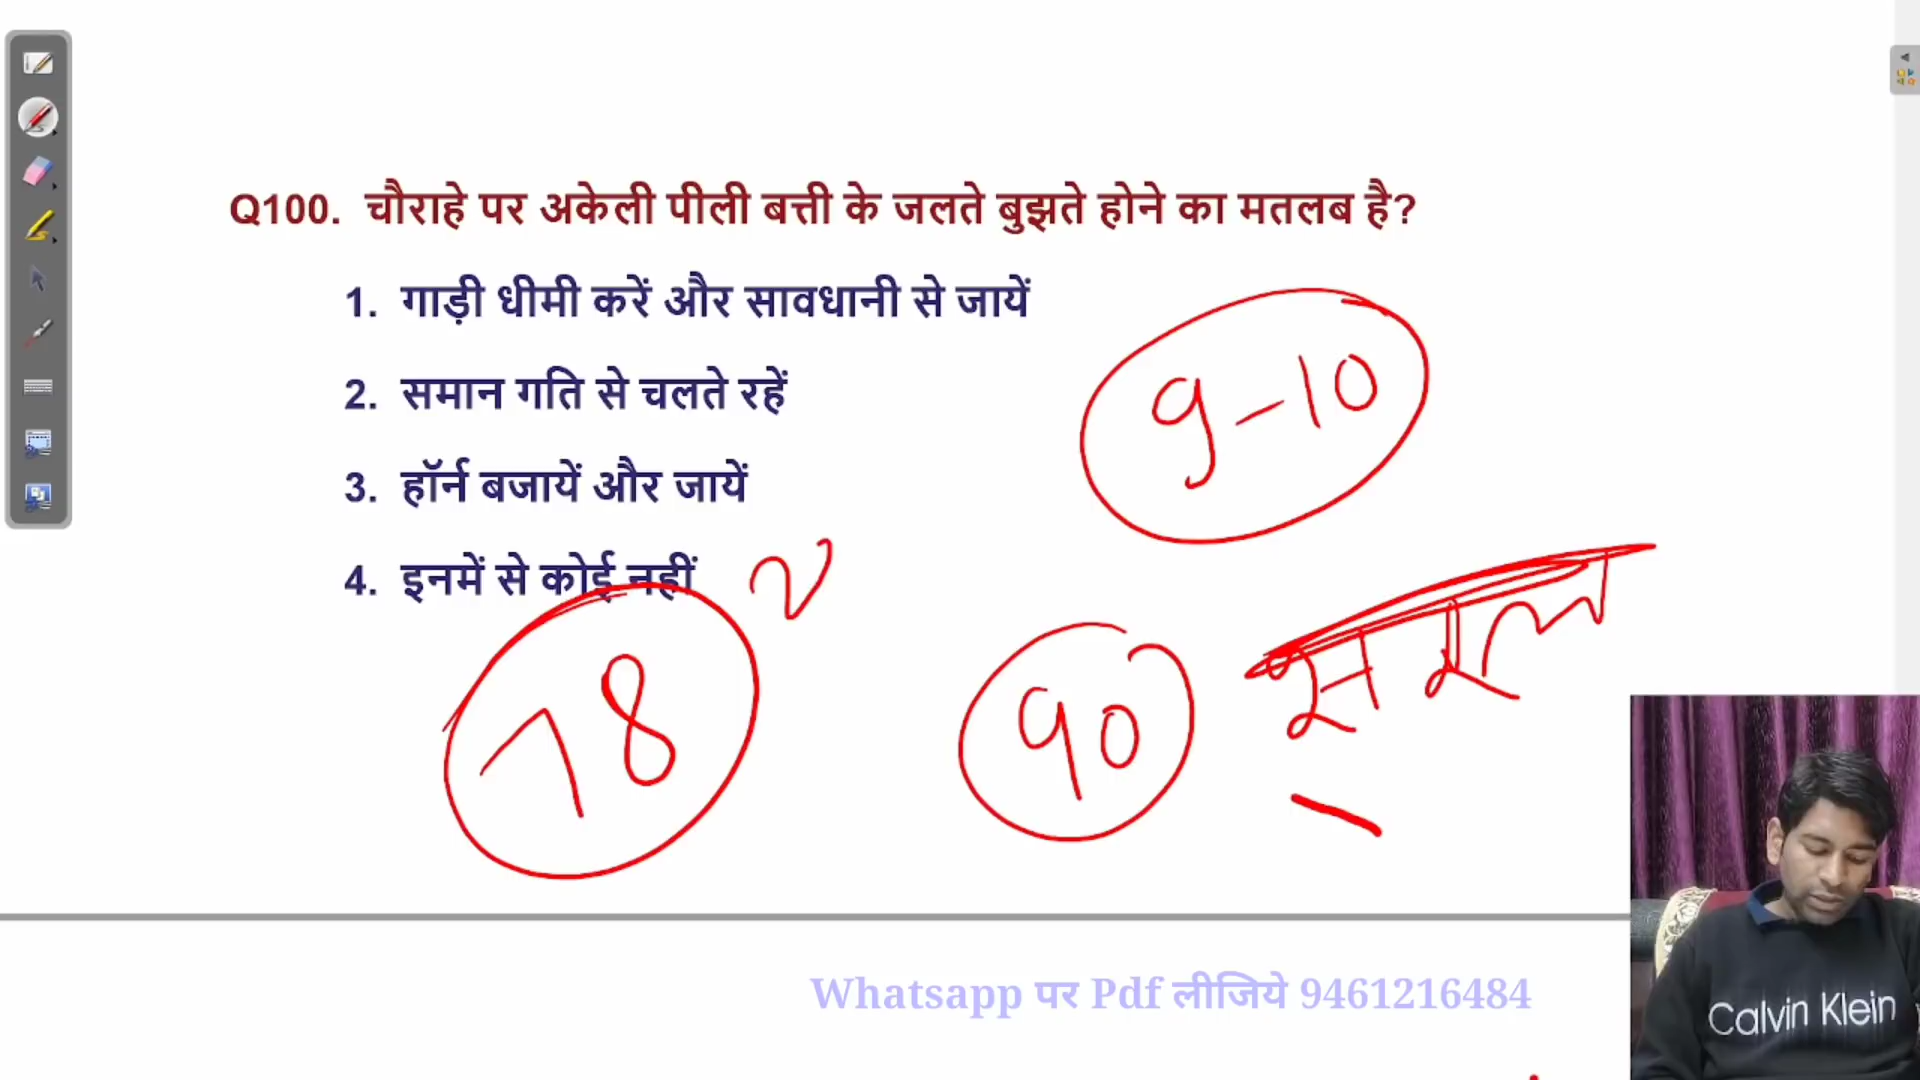 Q100. चौराहे पर अकेली पीली बत्ती के जलते बुझते होने का मतलब है?
1. गाड़ी धीमी करें और सावधानी से जायें
2. समान गति से चलते रहें
3. हॉर्न बजायें और जायें
4. इनमें से कोई नहीं
9-10
78
90
सरल
Whatsapp पर Pdf लीजिये 9461216484
Calvin Klein